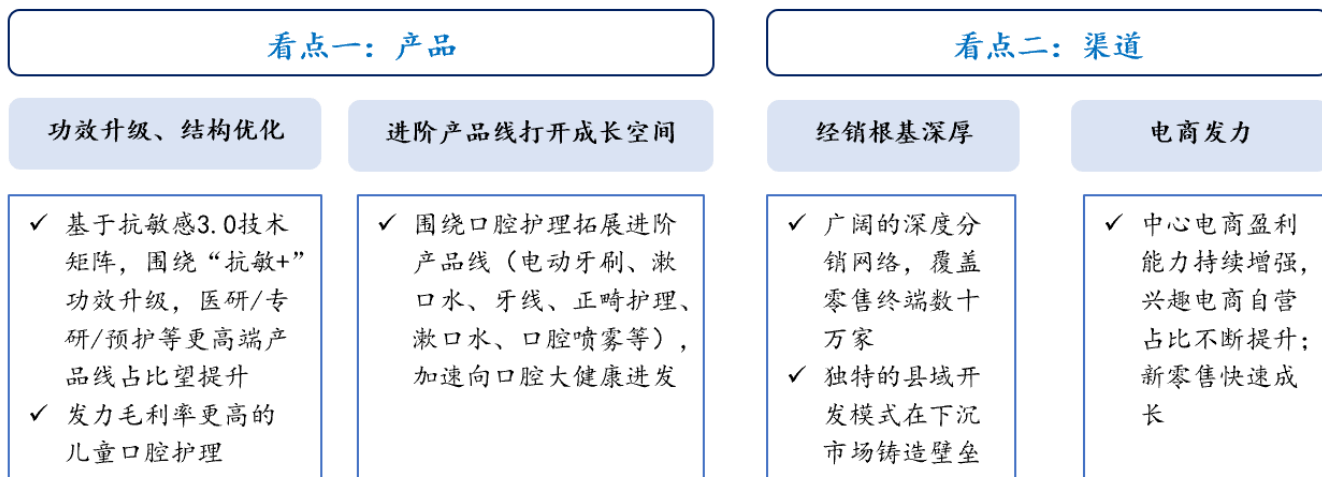 看点一：产品
看点二：渠道
功效升级、结构优化
进阶产品线打开成长空间
经销根基深厚
电商发力
✓ 基于抗敏感3.0技术
矩阵，围绕“抗敏+”
功效升级，医研/专
研/预护等更高端产
品线占比望提升
✓ 发力毛利率更高的
儿童口腔护理
✓ 围绕口腔护理拓展进阶
产品线（电动牙刷、漱
口水、牙线、正畸护理、
漱口水、口腔喷雾等），
加速向口腔大健康进发
✓ 广阔的深度分
销网络，覆盖
零售终端数十
万家
✓ 独特的县域开
发模式在下沉
市场铸造壁垒
✓ 中心电商盈利
能力持续增强，
兴趣电商自营
占比不断提升；
新零售快速成
长